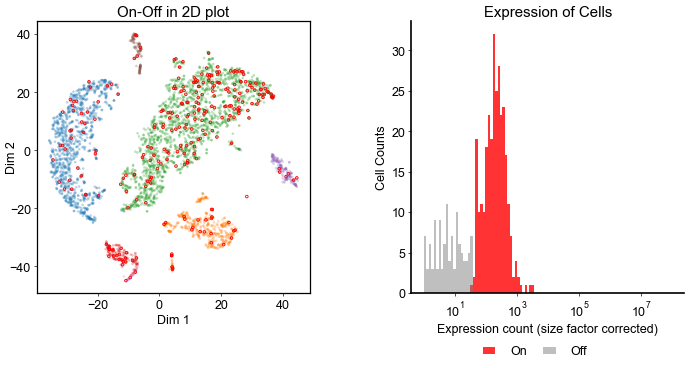 On-Off in 2D plot
40
20
0
−20
−40
Dim 2
−20
0
20
40
Dim 1
Expression of Cells
30
25
20
15
10
5
0
Cell Counts
10^1
10^3
10^5
10^7
Expression count (size factor corrected)
On
Off